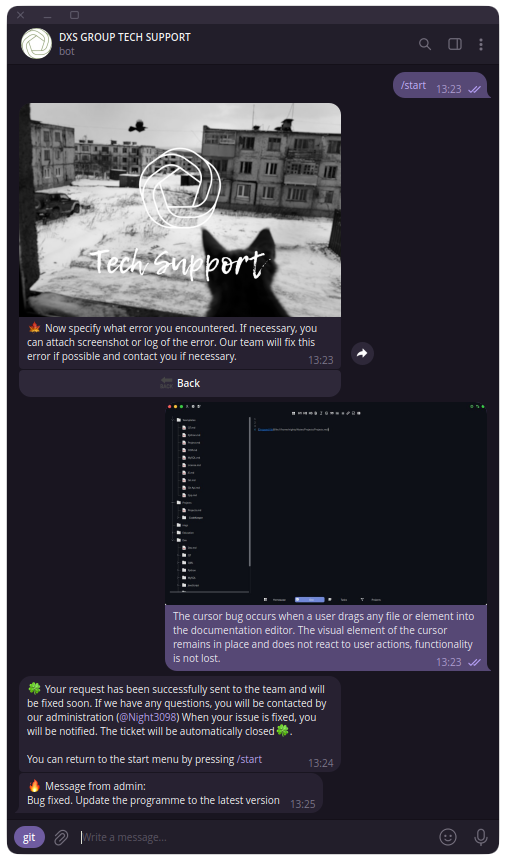 DXS GROUP TECH SUPPORT
bot
/start
13:23
Tech Support
🍁 Now specify what error you encountered. If necessary, you
can attach screenshot or log of the error. Our team will fix this
error if possible and contact you if necessary.
13:23
Back
The cursor bug occurs when a user drags any file or element into
the documentation editor. The visual element of the cursor
remains in place and does not react to user actions, functionality
is not lost.
13:23
🍀 Your request has been successfully sent to the team and will
be fixed soon. If we have any questions, you will be contacted by
our administration (@Night3098) When your issue is fixed, you
will be notified. The ticket will be automatically closed🍀.
You can return to the start menu by pressing /start
13:24
🔥 Message from admin:
Bug fixed. Update the programme to the latest version
13:25
git
Write a message...